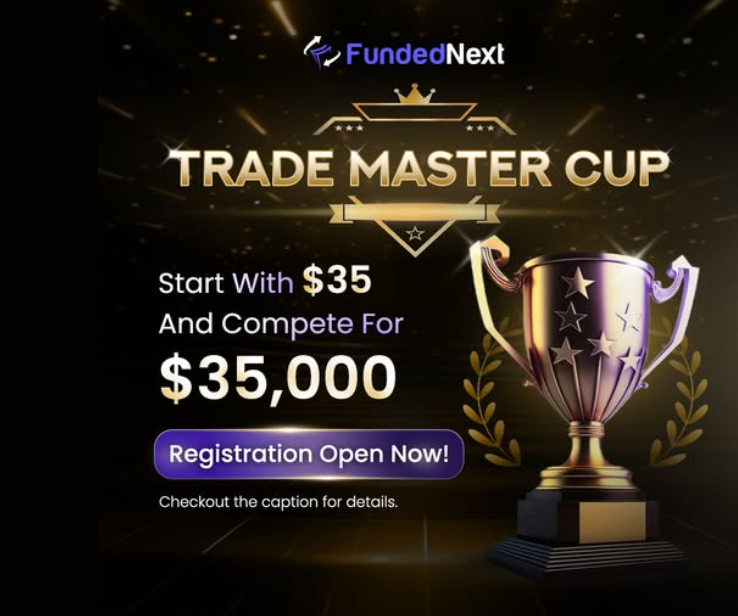 FundedNext
TRADE MASTER CUP
Start With $35
And Compete For
$35,000
Registration Open Now!
Checkout the caption for details.